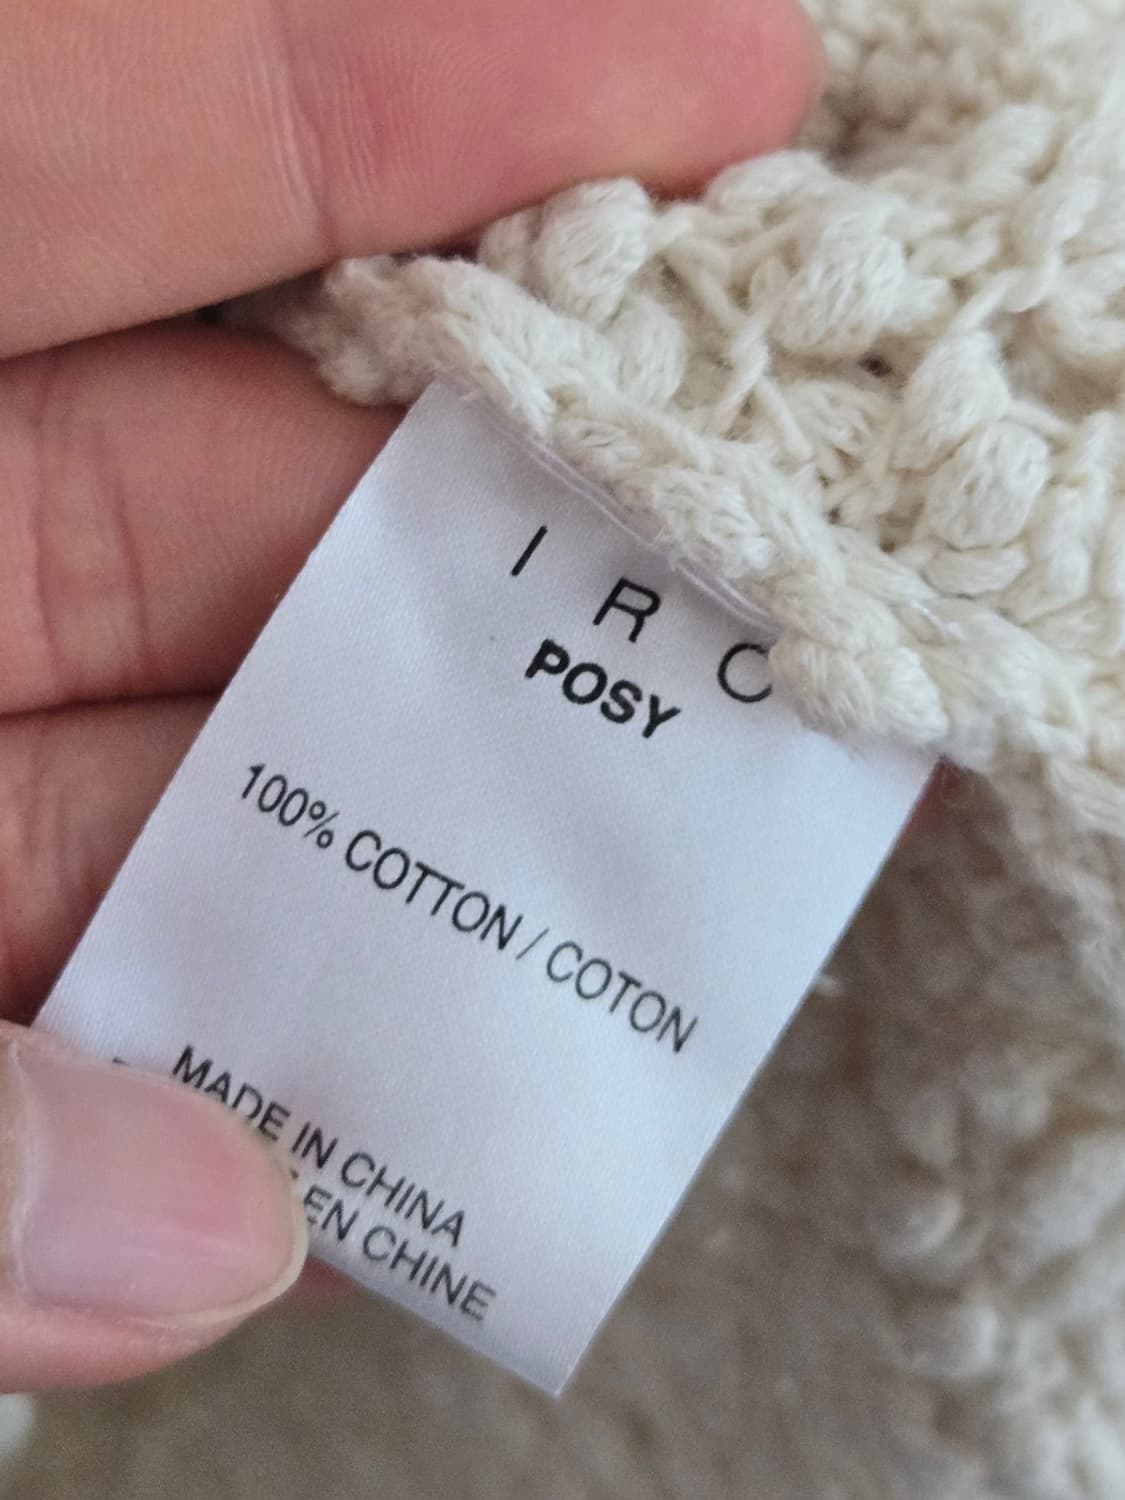 I R O
POSY
100% COTTON / COTON
MADE IN CHINA
EN CHINE